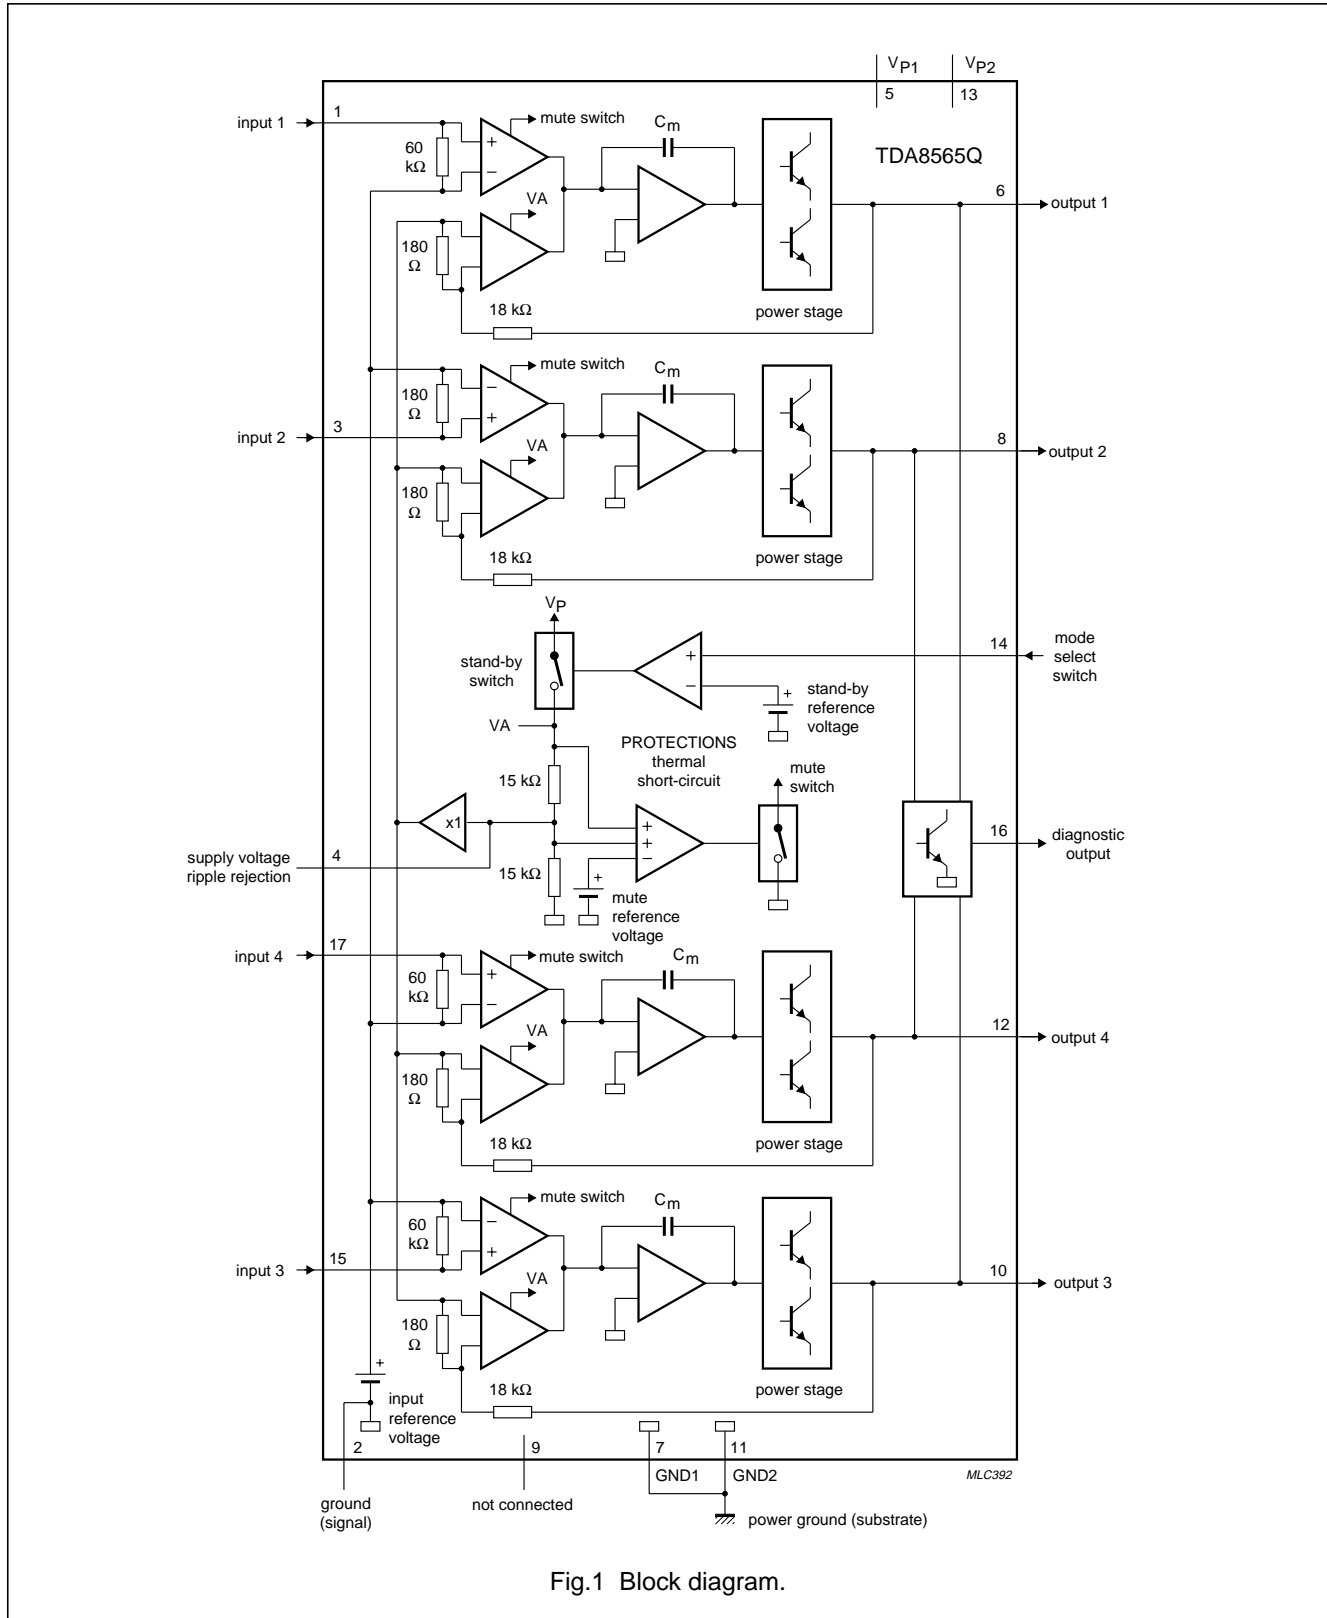 VP1
VP2
5
13
TDA8565Q
input 1
1
60
kΩ
+
−
mute switch
Cm
VA
180
Ω
18 kΩ
power stage
6
output 1
mute switch
Cm
180
Ω
−
+
input 2
3
VA
180
Ω
18 kΩ
power stage
8
output 2
VP
stand-by
switch
+
−
14
mode
select
switch
+
stand-by
reference
voltage
VA
PROTECTIONS
thermal
short-circuit
15 kΩ
mute
switch
x1
+
+
−
supply voltage
ripple rejection
4
15 kΩ
+
mute
reference
voltage
16
diagnostic
output
input 4
17
60
kΩ
+
−
mute switch
Cm
VA
180
Ω
18 kΩ
power stage
12
output 4
mute switch
Cm
60
kΩ
−
+
input 3
15
VA
180
Ω
18 kΩ
power stage
10
output 3
+
input
reference
voltage
2
9
7
11
GND1
GND2
MLC392
ground
(signal)
not connected
power ground (substrate)
Fig.1 Block diagram.